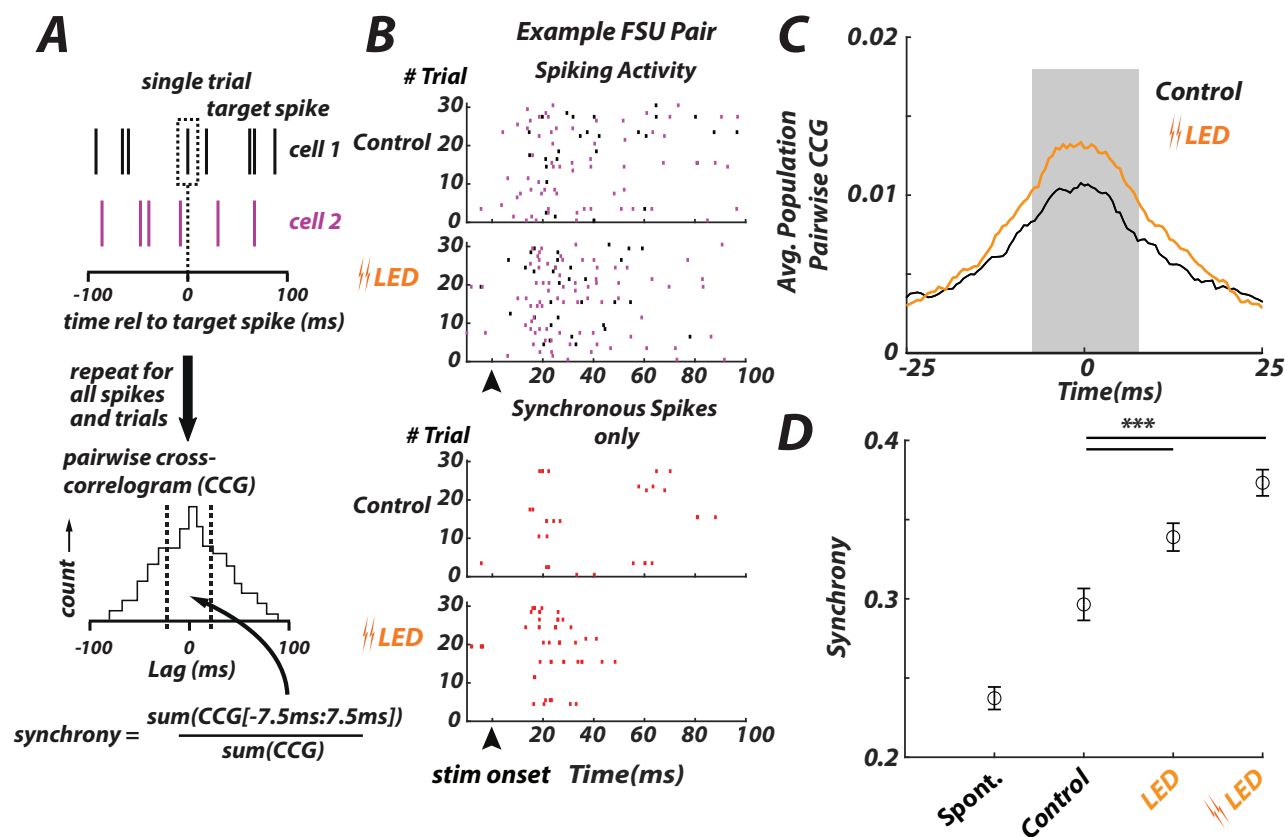 A
single trial
target spike
cell 1
cell 2
-100 0 100
time rel to target spike (ms)
repeat for
all spikes
and trials
pairwise cross-
correlogram (CCG)
count
-100 0 100
Lag (ms)
synchrony =
sum(CCG[-7.5ms:7.5ms])
sum(CCG)
B
Example FSU Pair
Spiking Activity
# Trial
30
Control
20
10
0
30
LED
20
10
0
20 40 60 80 100
Synchronous Spikes
only
# Trial
30
Control
20
10
0
30
LED
20
10
0
20 40 60 80 100
stim onset Time(ms)
C
0.02
Control
LED
Avg. Population
Pairwise CCG
0.01
0
-25 0 25
Time(ms)
D
***
0.4
Synchrony
0.3
0.2
Spont.
Control
LED
LED